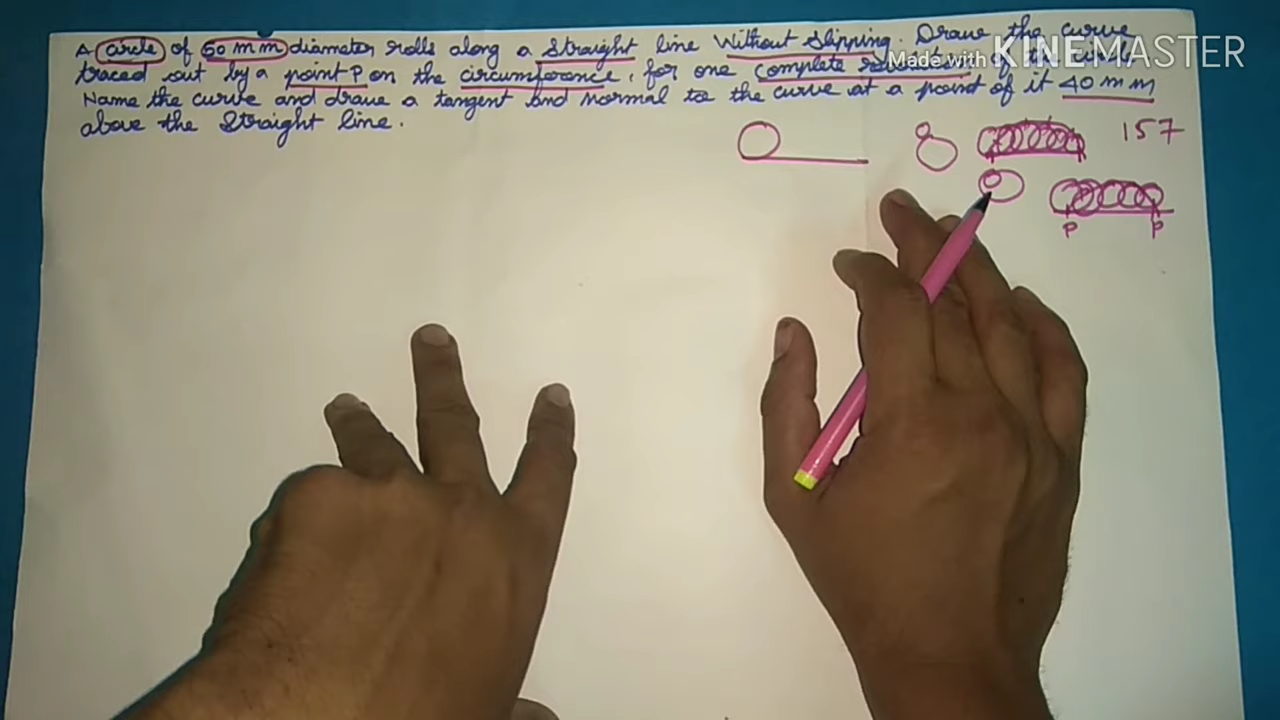 A circle of 50 mm diameter rolls along a straight line without slipping. Draw the curve
traced out by a point P on the circumference, for one complete of the
Name the curve and draw a tangent and normal to the curve at a point of it 40 mm
above the straight line.
Made with KINEMASTER
157
P P